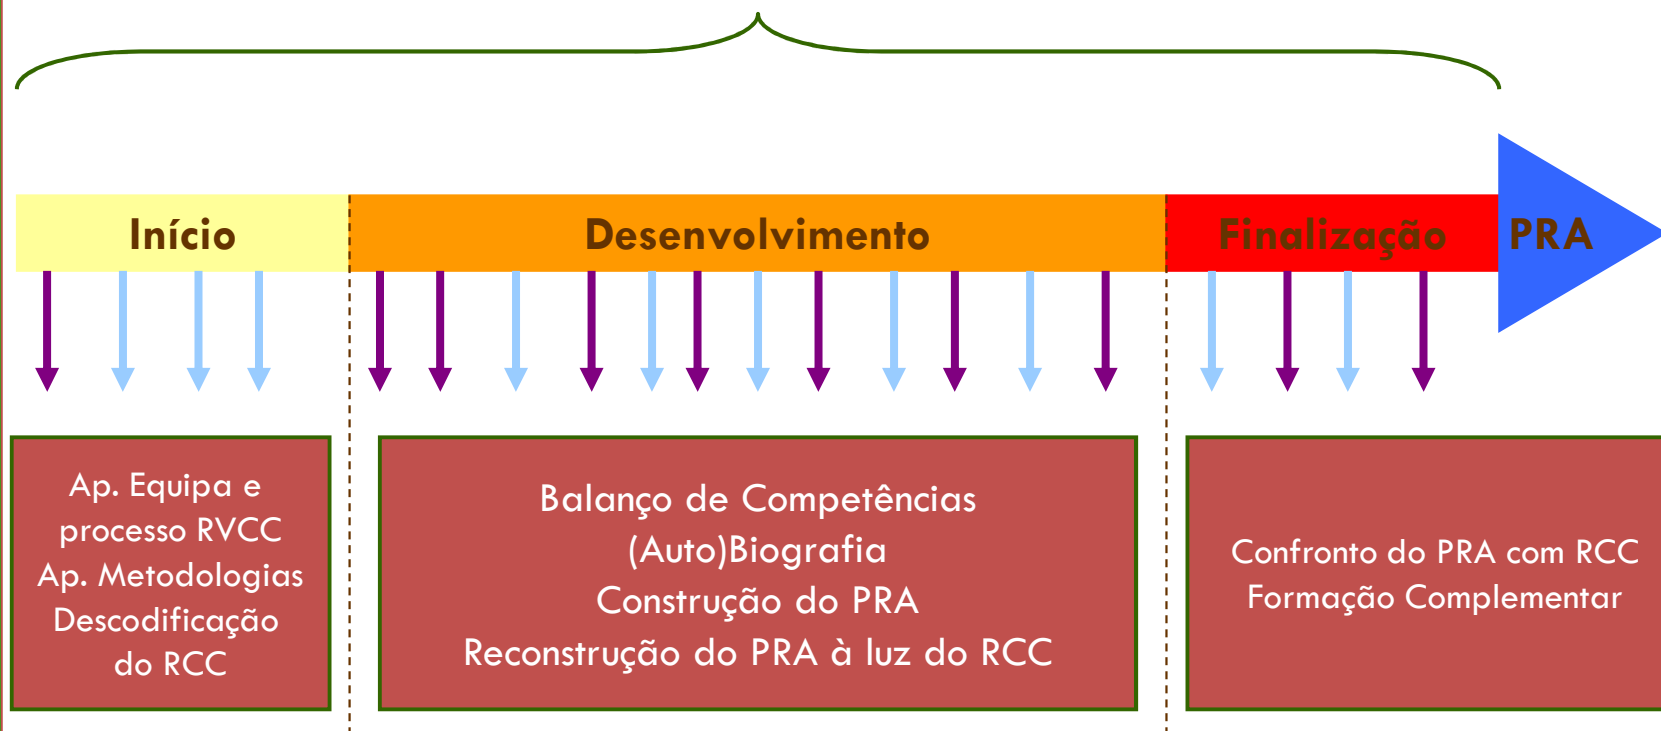 Início
Desenvolvimento
Finalização
PRA
Ap. Equipa e
processo RVCC
Ap. Metodologias
Descodificação
do RCC
Balanço de Competências
(Auto)Biografia
Construção do PRA
Reconstrução do PRA à luz do RCC
Confronto do PRA com RCC
Formação Complementar